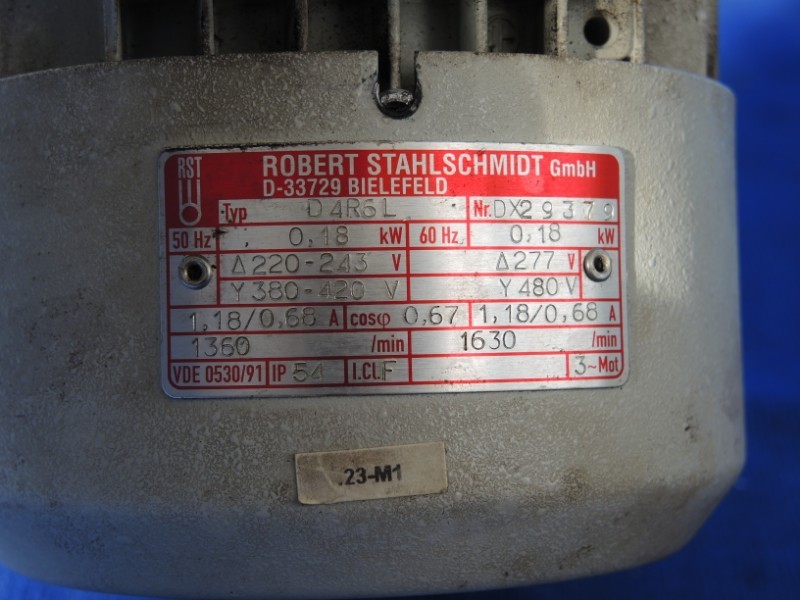 RST
ROBERT STAHLSCHMIDT GmbH
D-33729 BIELEFELD
Typ D4R6L Nr. DX29379
50 Hz 0,18 kW 60 Hz 0,18 kW
Δ220-243 V Δ277 V
Y380-420 V Y480 V
1,18/0,68 A cosφ 0,67 1,18/0,68 A
1360 /min 1630 /min
VDE 0530/91 IP 54 I.Cl. F 3~Mot
.23-M1